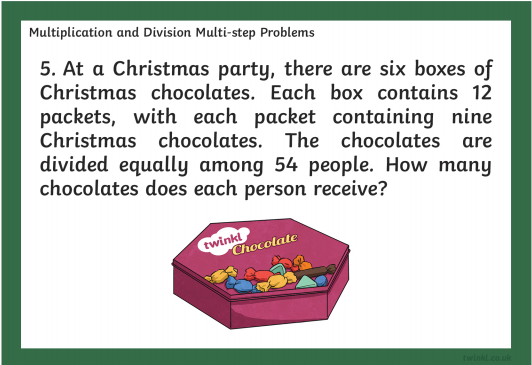 Multiplication and Division Multi-step Problems
5. At a Christmas party, there are six boxes of
Christmas chocolates. Each box contains 12
packets, with each packet containing nine
Christmas chocolates. The chocolates are
divided equally among 54 people. How many
chocolates does each person receive?
twinkl
Chocolate
twinkl.co.uk